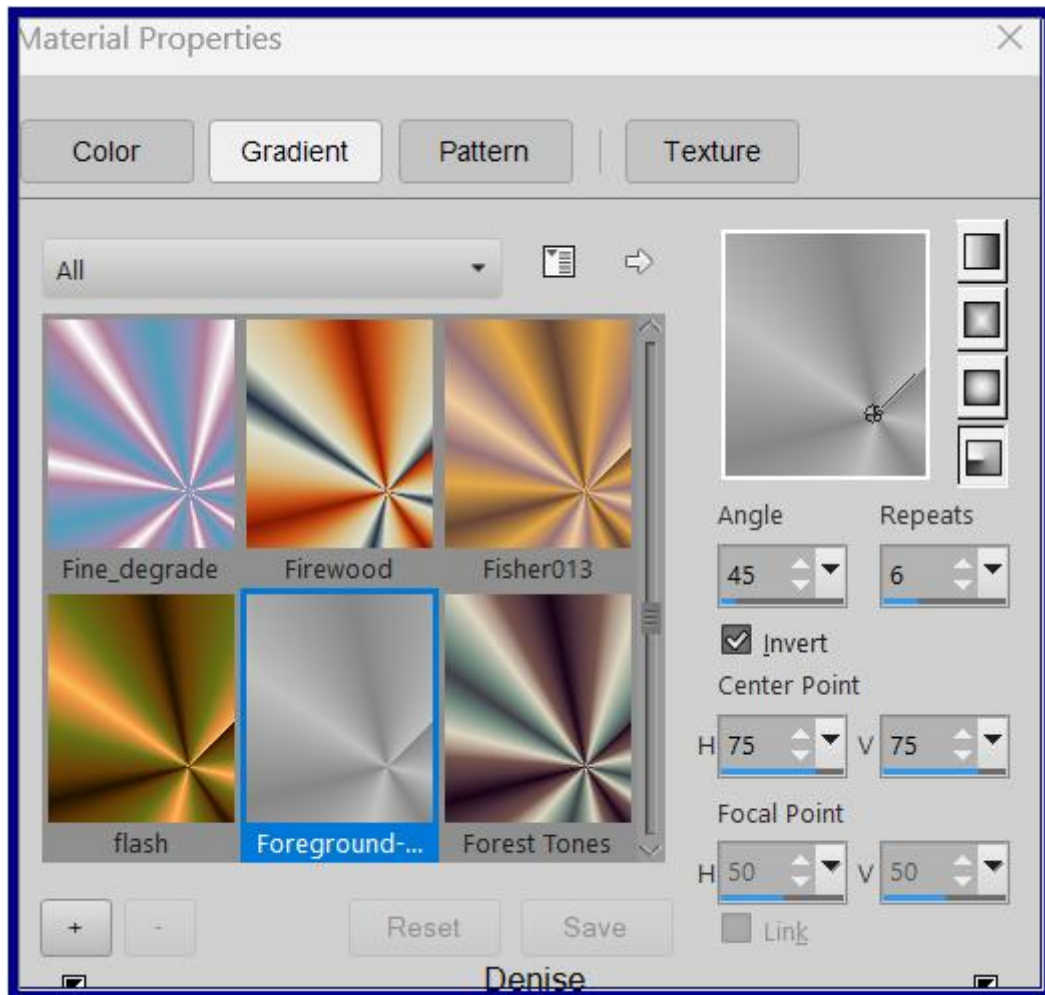 Material Properties
Color Gradient Pattern Texture
All
Fine_degrade Firewood Fisher013
flash Foreground-... Forest Tones
Angle Repeats
45 6
Invert
Center Point
H 75 V 75
Focal Point
H 50 V 50
Link
+ - Reset Save
Denise